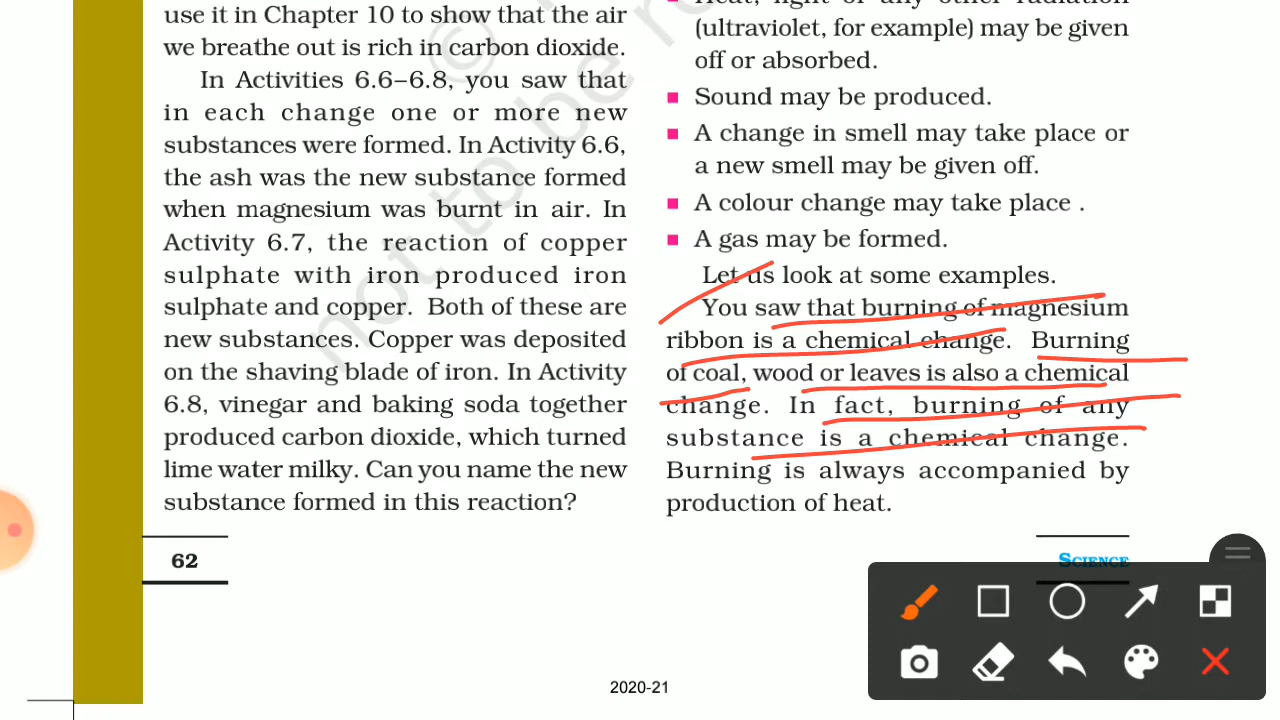 use it in Chapter 10 to show that the air
we breathe out is rich in carbon dioxide.
In Activities 6.6–6.8, you saw that
in each change one or more new
substances were formed. In Activity 6.6,
the ash was the new substance formed
when magnesium was burnt in air. In
Activity 6.7, the reaction of copper
sulphate with iron produced iron
sulphate and copper. Both of these are
new substances. Copper was deposited
on the shaving blade of iron. In Activity
6.8, vinegar and baking soda together
produced carbon dioxide, which turned
lime water milky. Can you name the new
substance formed in this reaction?
62
Heat, light or any other radiation
(ultraviolet, for example) may be given
off or absorbed.
■ Sound may be produced.
■ A change in smell may take place or
a new smell may be given off.
■ A colour change may take place .
■ A gas may be formed.
Let us look at some examples.
You saw that burning of magnesium
ribbon is a chemical change. Burning
of coal, wood or leaves is also a chemical
change. In fact, burning of any
substance is a chemical change.
Burning is always accompanied by
production of heat.
SCIENCE
2020-21
©
not to be r